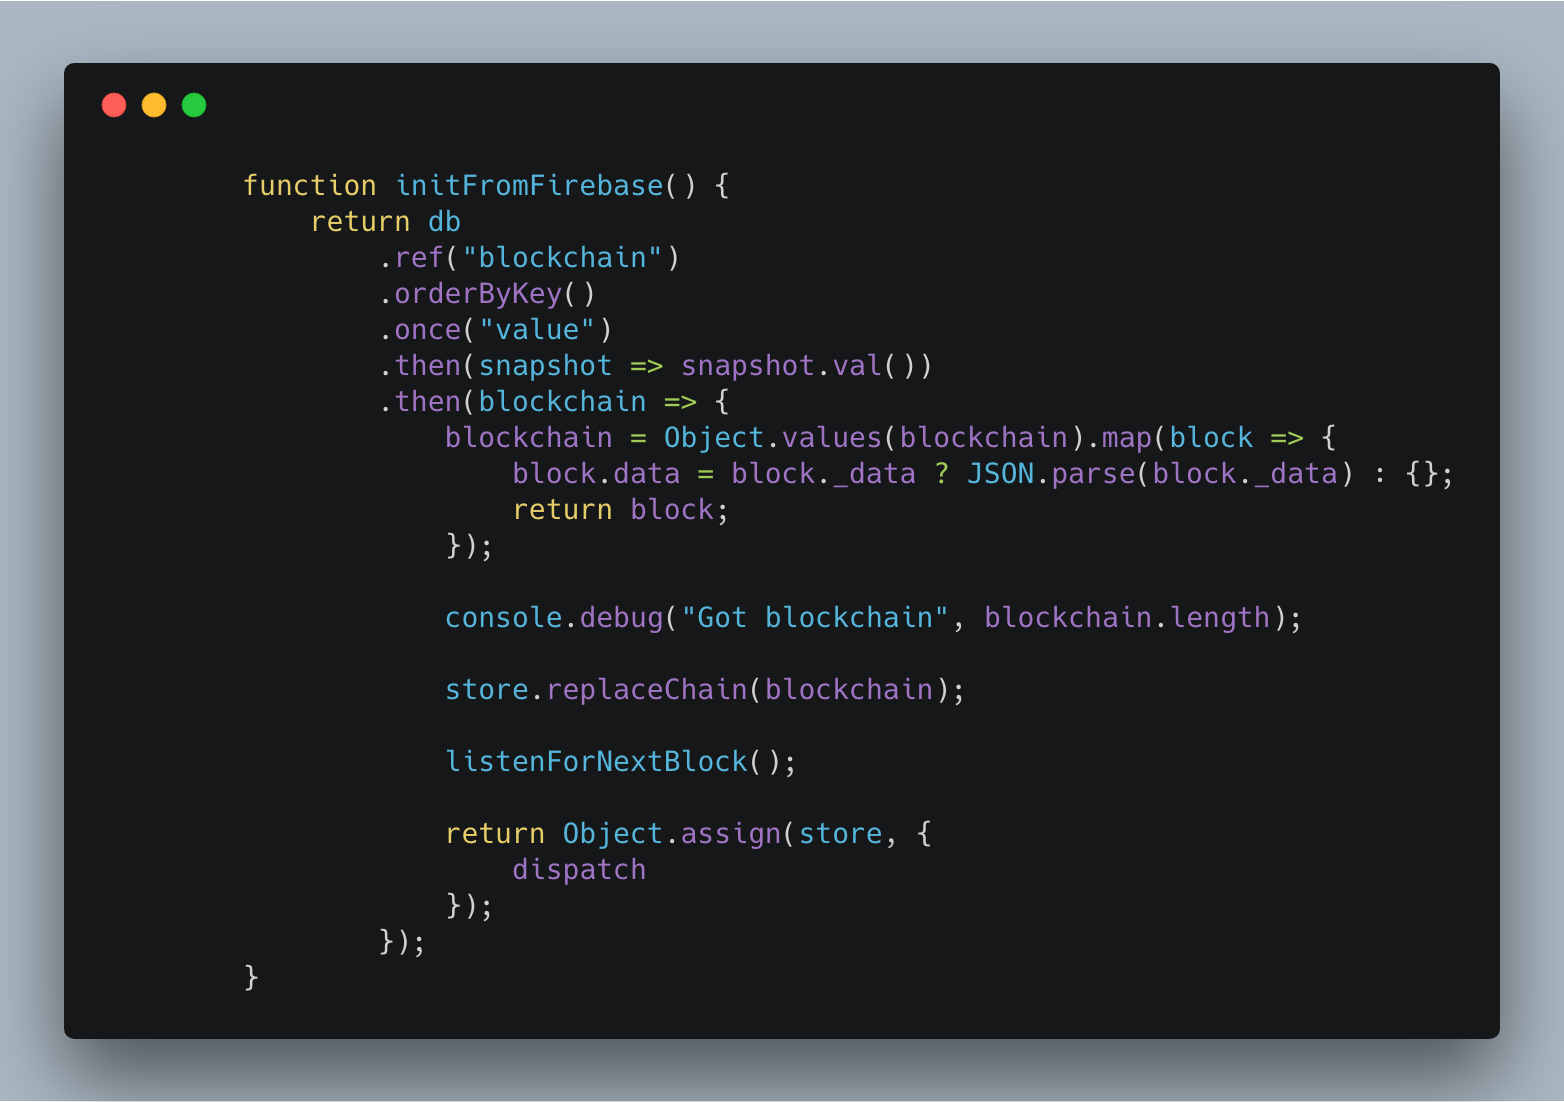 function initFromFirebase() {
    return db
        .ref("blockchain")
        .orderByKey()
        .once("value")
        .then(snapshot => snapshot.val())
        .then(blockchain => {
            blockchain = Object.values(blockchain).map(block => {
                block.data = block._data ? JSON.parse(block._data) : {};
                return block;
            });

            console.debug("Got blockchain", blockchain.length);

            store.replaceChain(blockchain);

            listenForNextBlock();

            return Object.assign(store, {
                dispatch
            });
        });
}